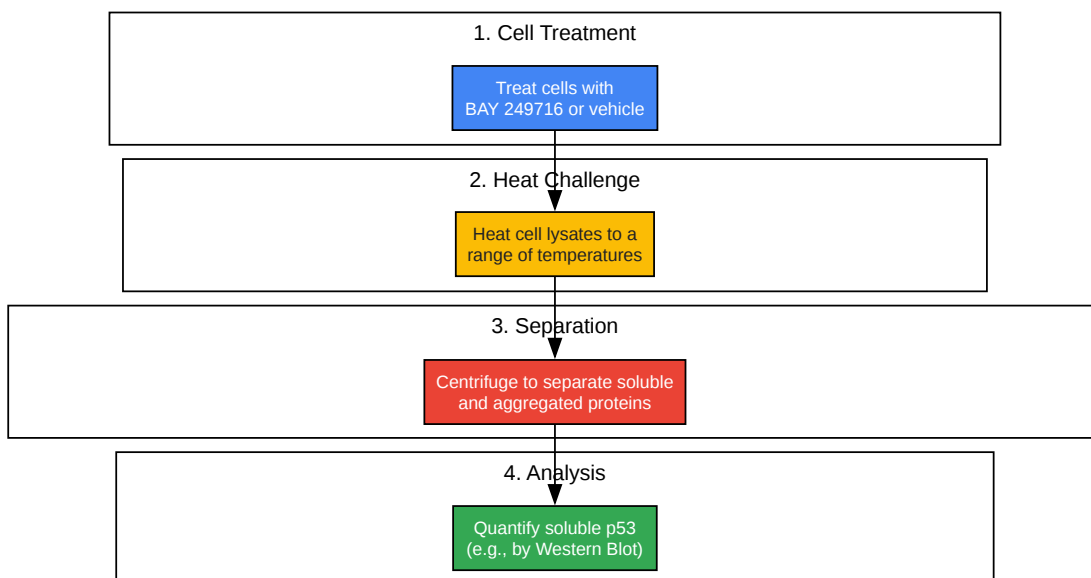 1. Cell Treatment
Treat cells with
BAY 249716 or vehicle
2. Heat Challenge
Heat cell lysates to a
range of temperatures
3. Separation
Centrifuge to separate soluble
and aggregated proteins
4. Analysis
Quantify soluble p53
(e.g., by Western Blot)